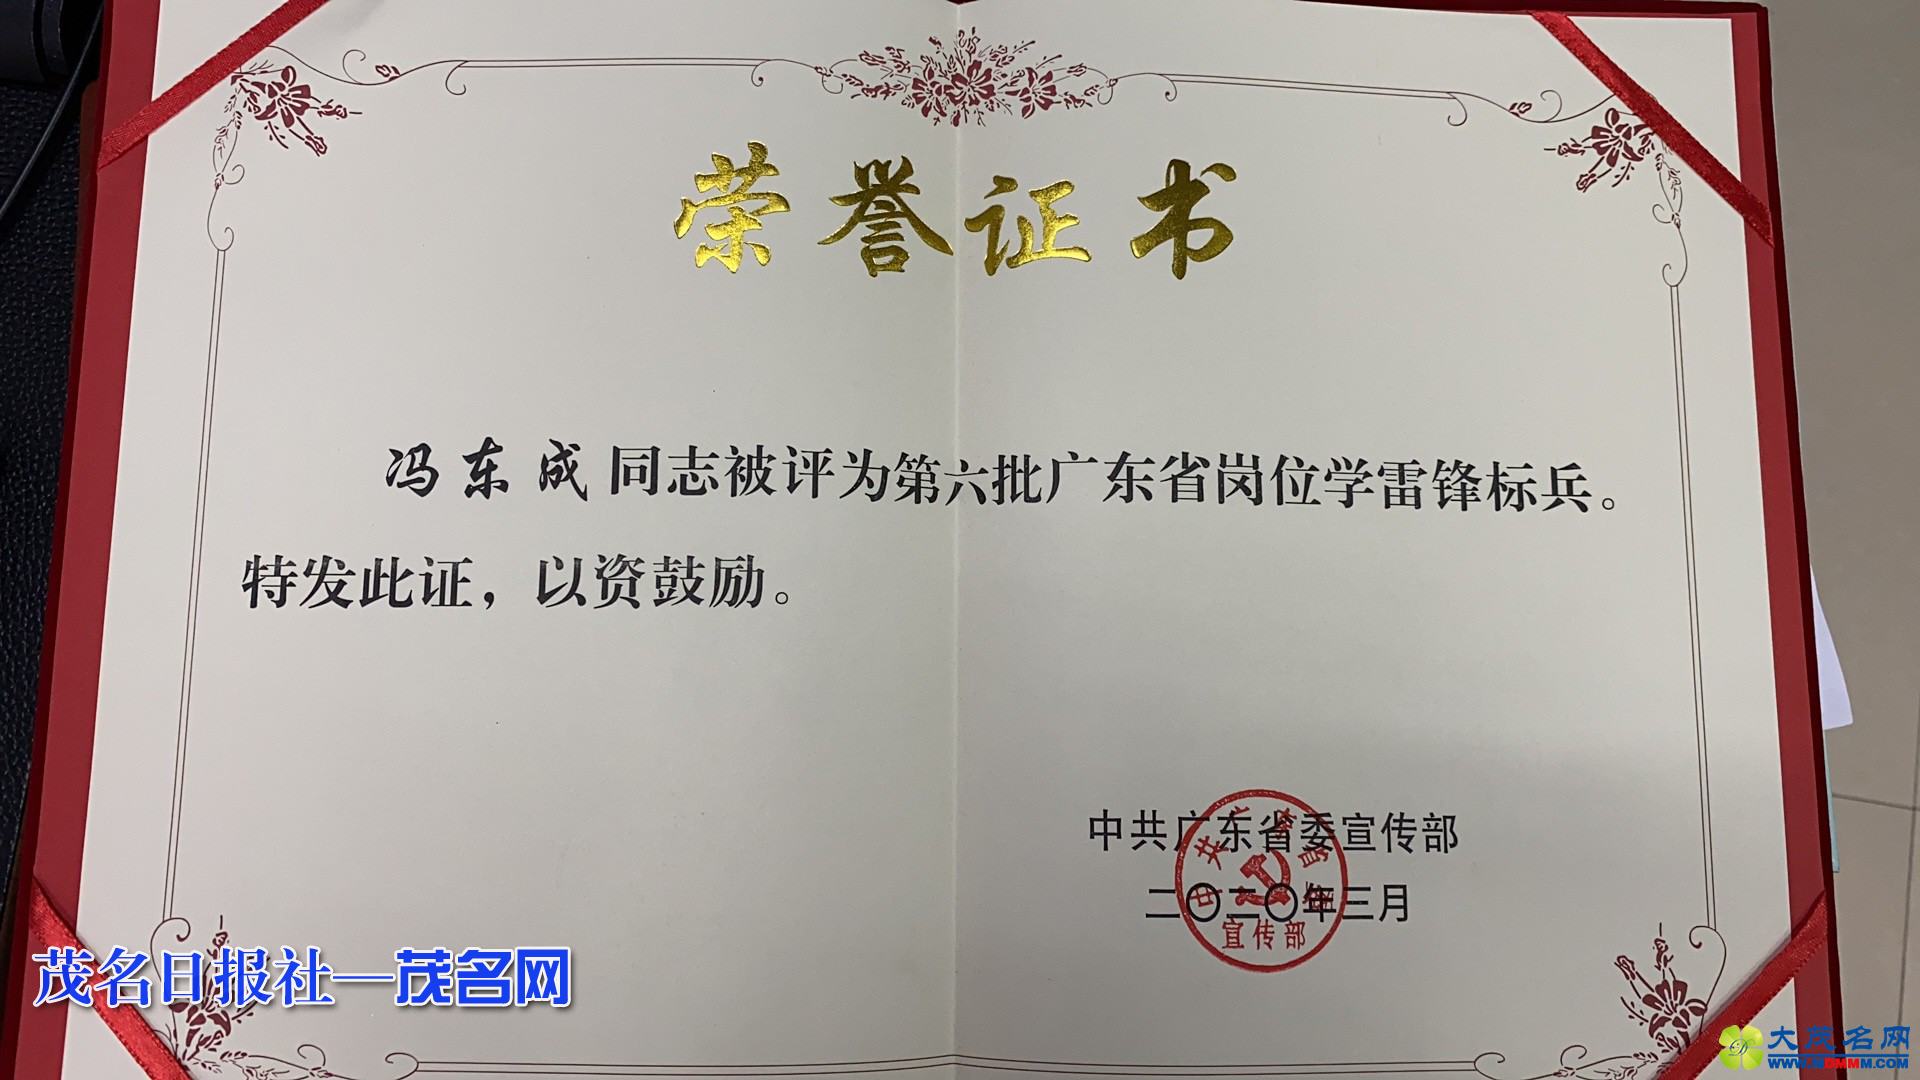 荣誉证书
冯东成同志被评为第六批广东省岗位学雷锋标兵。
特发此证，以资鼓励。
中共广东省委宣传部
二〇二〇年三月
宣传部
茂名日报社—茂名网
大茂名网
WWW.MDMMM.COM